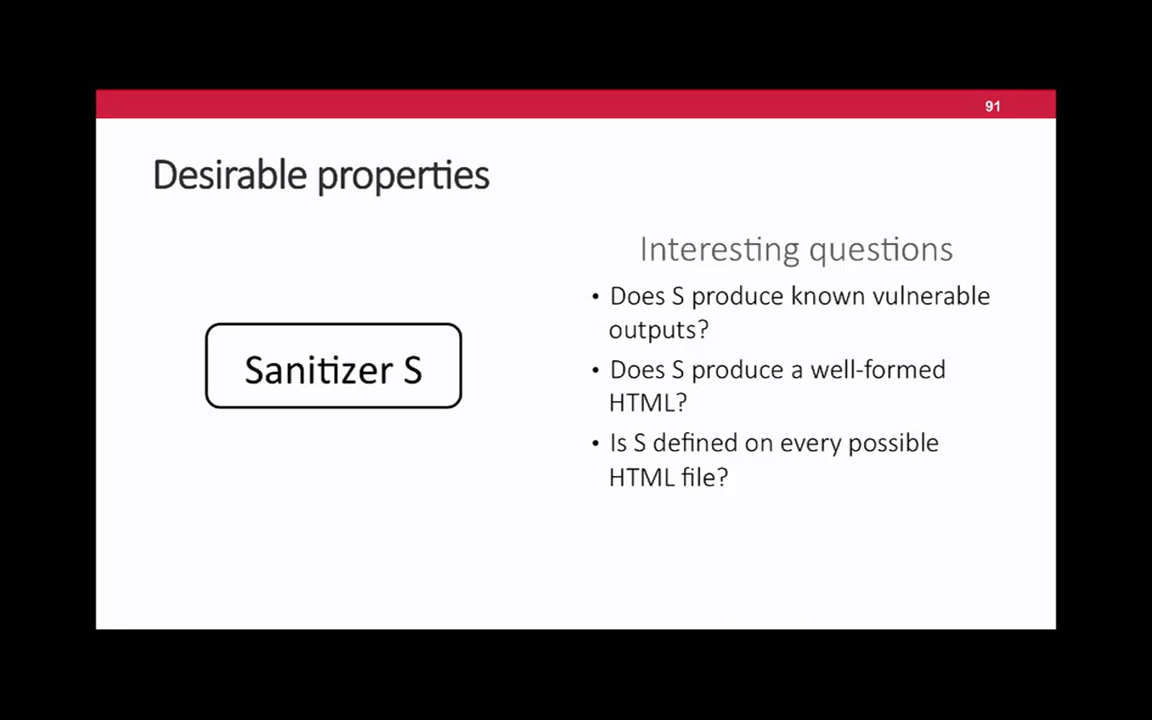 91
Desirable properties
Sanitizer S
Interesting questions
• Does S produce known vulnerable
outputs?
• Does S produce a well-formed
HTML?
• Is S defined on every possible
HTML file?